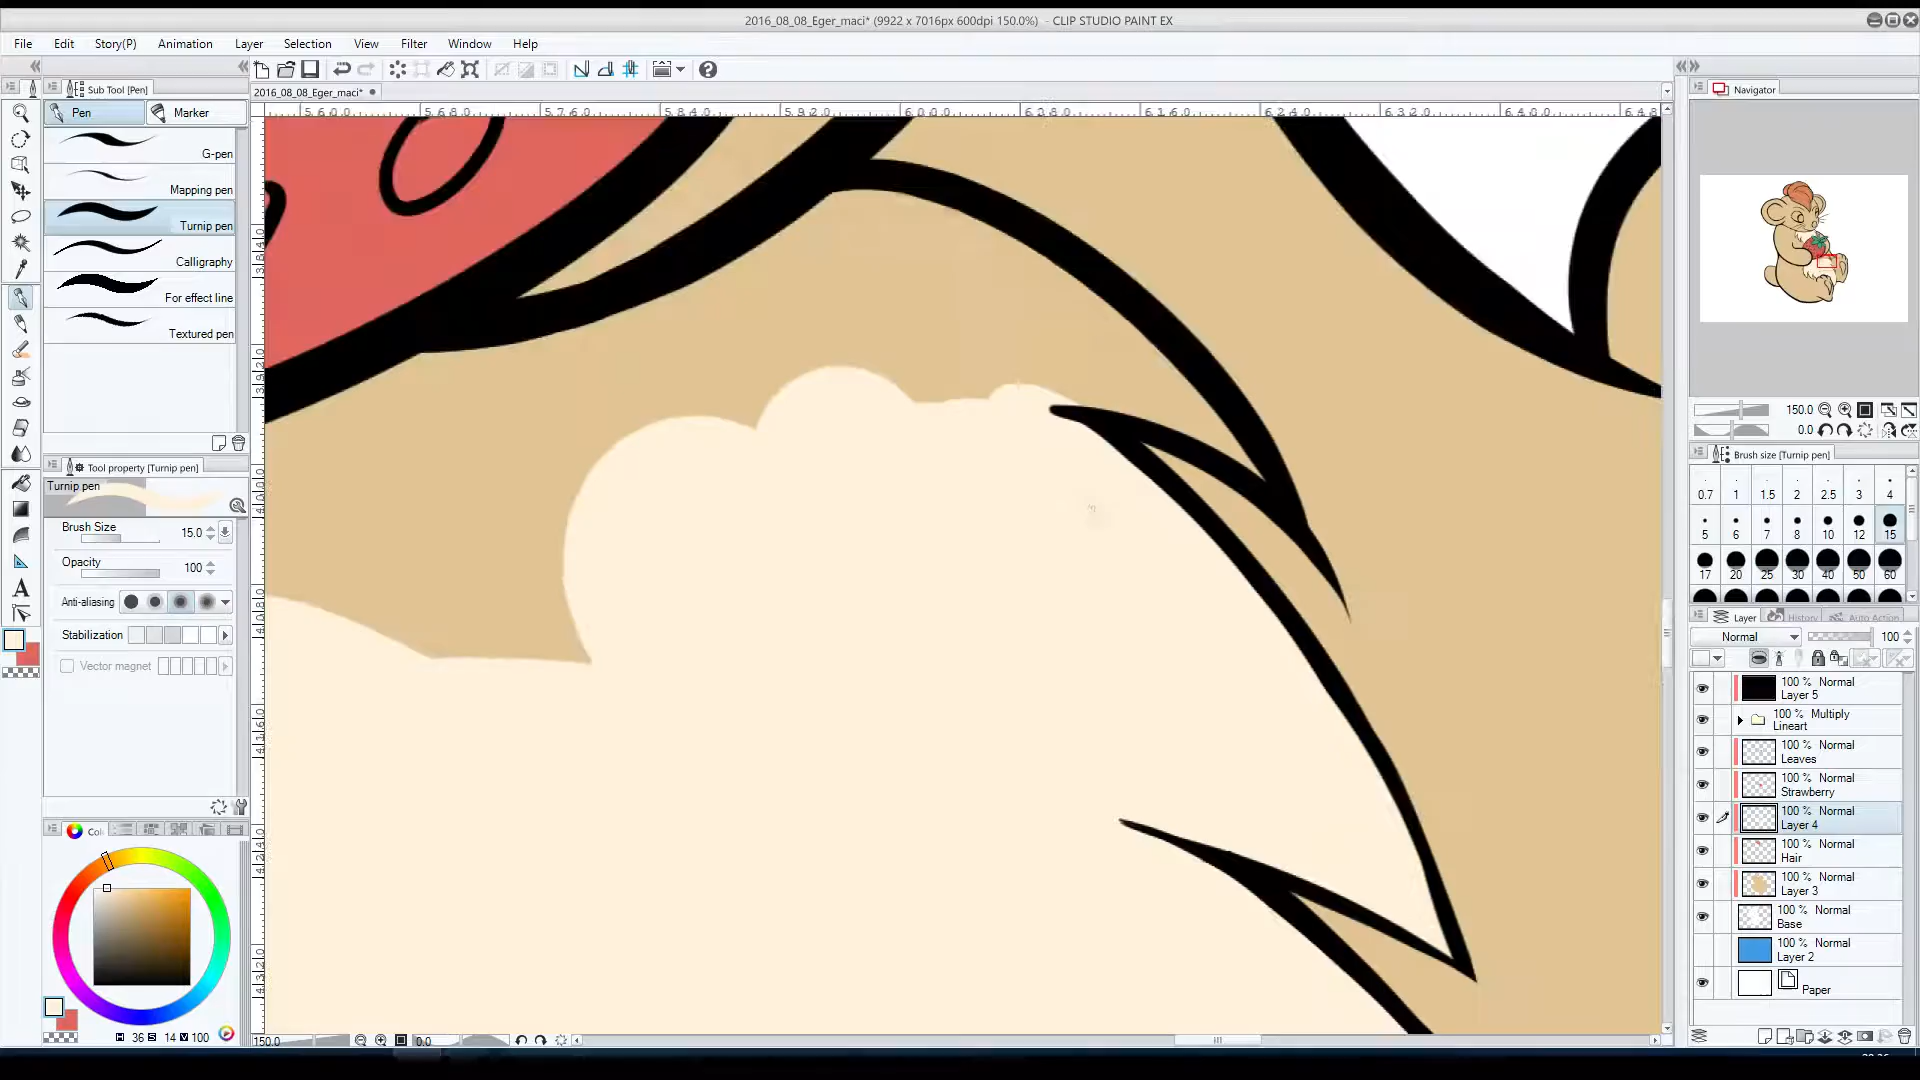 2016_08_08_Eger_maci* (9922 x 7016px 600dpi 150.0%) - CLIP STUDIO PAINT EX
File Edit Story(P) Animation Layer Selection View Filter Window Help
Sub Tool [Pen]
2016_08_08_Eger_maci*
Navigator
Pen Marker
G-pen
Mapping pen
Turnip pen
Calligraphy
For effect line
Textured pen
Tool property [Turnip pen]
Turnip pen
Brush Size 15.0
Opacity 100
Anti-aliasing
Stabilization
Vector magnet
36 S 14 V 100
150.0 0.0
150.0
0.0
Brush size [Turnip pen]
0.7 1 1.5 2 2.5 3 4
5 6 7 8 10 12 15
17 20 25 30 40 50 60
Layer History Auto Action
Normal 100
100 % Normal
Layer 5
100 % Multiply
Lineart
100 % Normal
Leaves
100 % Normal
Strawberry
100 % Normal
Layer 4
100 % Normal
Hair
100 % Normal
Layer 3
100 % Normal
Base
100 % Normal
Layer 2
Paper